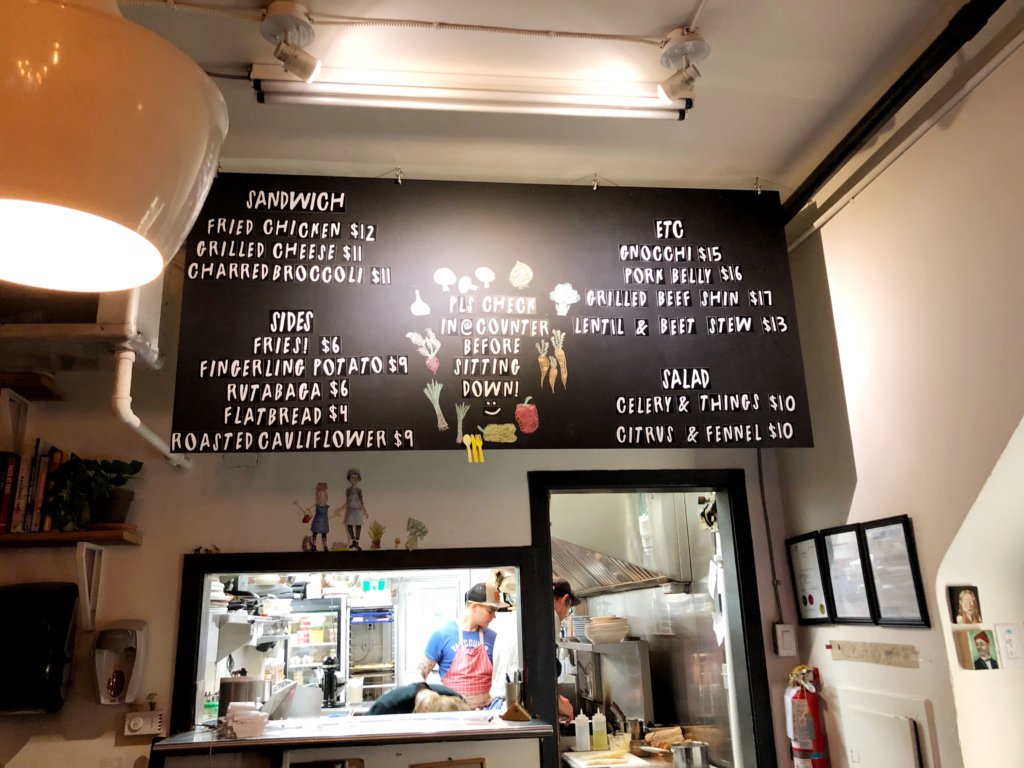 SANDWICH
FRIED CHICKEN $12
GRILLED CHEESE $11
CHARRED BROCCOLI $11
SIDES
FRIES! $6
FINGERLING POTATO $9
RUTABAGA $6
FLATBREAD $4
ROASTED CAULIFLOWER $9
PLS CHECK
IN @ COUNTER
BEFORE
SITTING
DOWN!
ETC
GNOCCHI $15
PORK BELLY $16
GRILLED BEEF SHIN $17
LENTIL & BEET STEW $13
SALAD
CELERY & THINGS $10
CITRUS & FENNEL $10